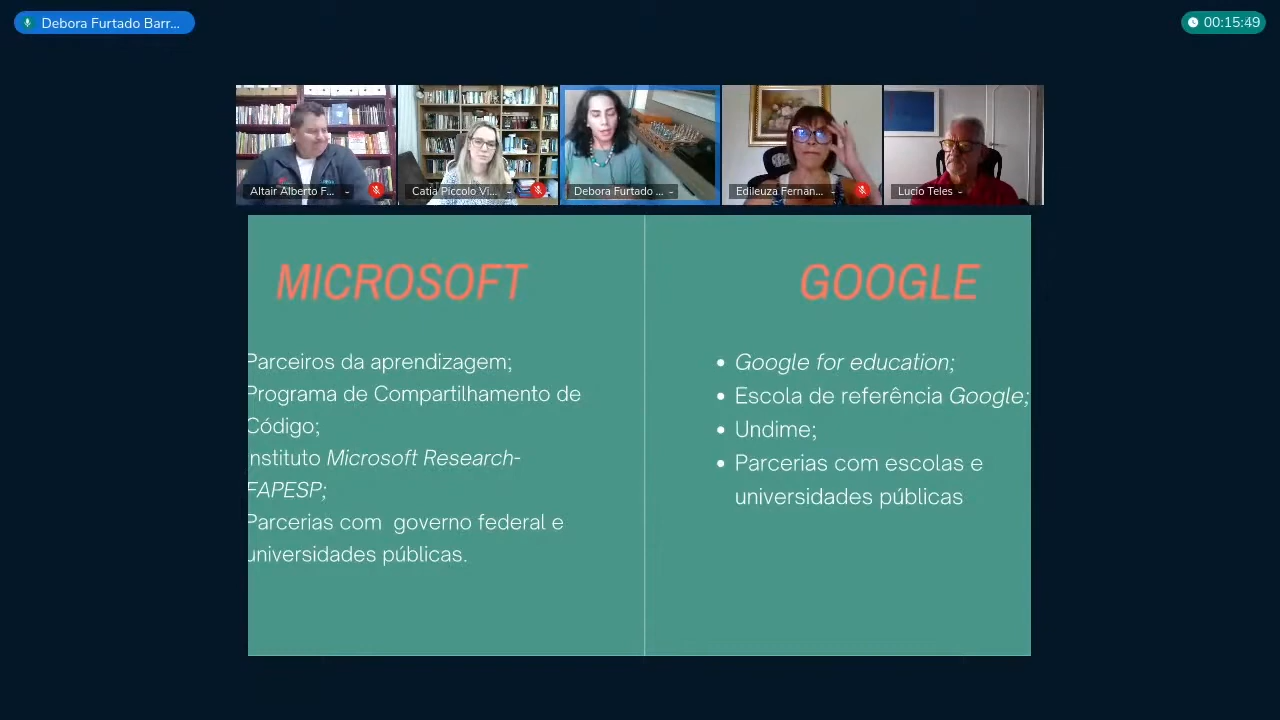 Debora Furtado Barr...
00:15:49
Altair Alberto F...
Catia Piccolo Vi...
Debora Furtado ...
Edileuza Fernan...
Lucio Teles
MICROSOFT
Parceiros da aprendizagem;
Programa de Compartilhamento de
Código;
Instituto Microsoft Research-
FAPESP;
Parcerias com governo federal e
universidades públicas.
GOOGLE
• Google for education;
• Escola de referência Google;
• Undime;
• Parcerias com escolas e
universidades públicas